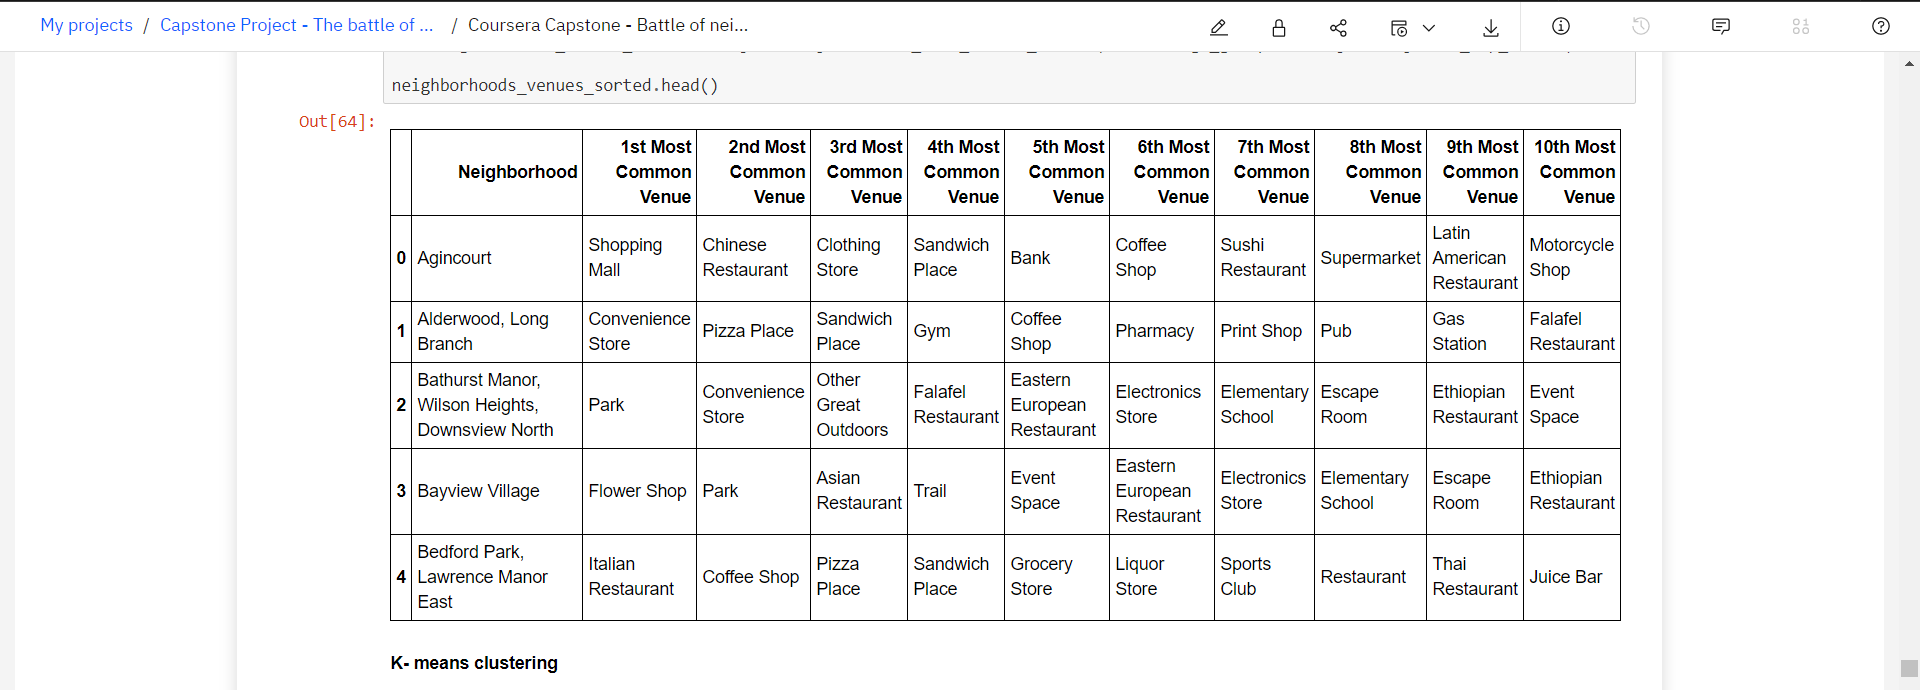 My projects / Capstone Project - The battle of ... / Coursera Capstone - Battle of nei...
neighborhoods_venues_sorted.head()
Out[64]:
Neighborhood 1st Most Common Venue 2nd Most Common Venue 3rd Most Common Venue 4th Most Common Venue 5th Most Common Venue 6th Most Common Venue 7th Most Common Venue 8th Most Common Venue 9th Most Common Venue 10th Most Common Venue
0 Agincourt Shopping Mall Chinese Restaurant Clothing Store Sandwich Place Bank Coffee Shop Sushi Restaurant Supermarket Latin American Restaurant Motorcycle Shop
1 Alderwood, Long Branch Convenience Store Pizza Place Sandwich Place Gym Coffee Shop Pharmacy Print Shop Pub Gas Station Falafel Restaurant
2 Bathurst Manor, Wilson Heights, Downsview North Park Convenience Store Other Great Outdoors Falafel Restaurant Eastern European Restaurant Electronics Store Elementary School Escape Room Ethiopian Restaurant Event Space
3 Bayview Village Flower Shop Park Asian Restaurant Trail Event Space Eastern European Restaurant Electronics Store Elementary School Escape Room Ethiopian Restaurant
4 Bedford Park, Lawrence Manor East Italian Restaurant Coffee Shop Pizza Place Sandwich Place Grocery Store Liquor Store Sports Club Restaurant Thai Restaurant Juice Bar
K- means clustering